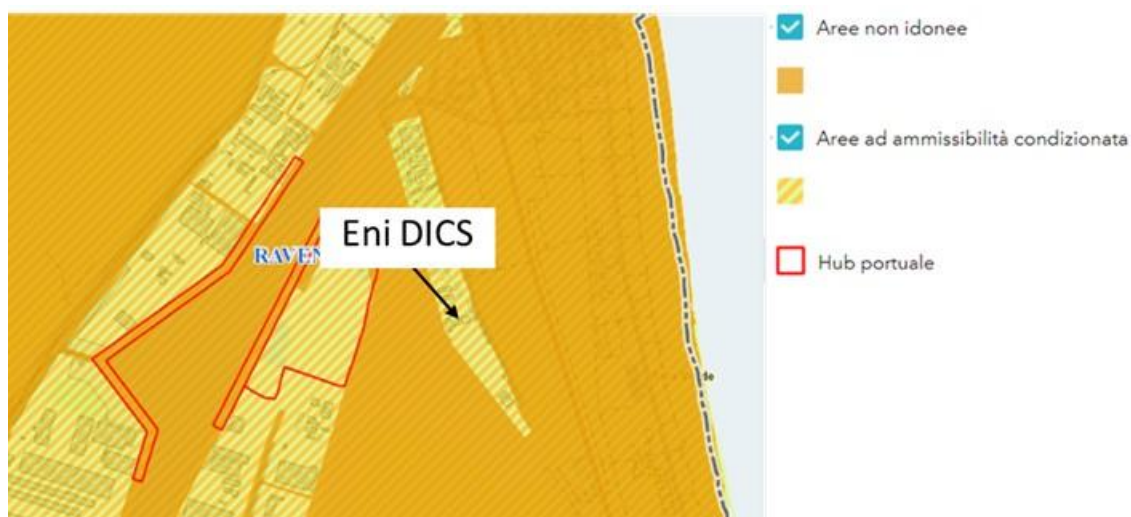 Aree non idonee
Aree ad ammissibilità condizionata
Eni DICS
Hub portuale